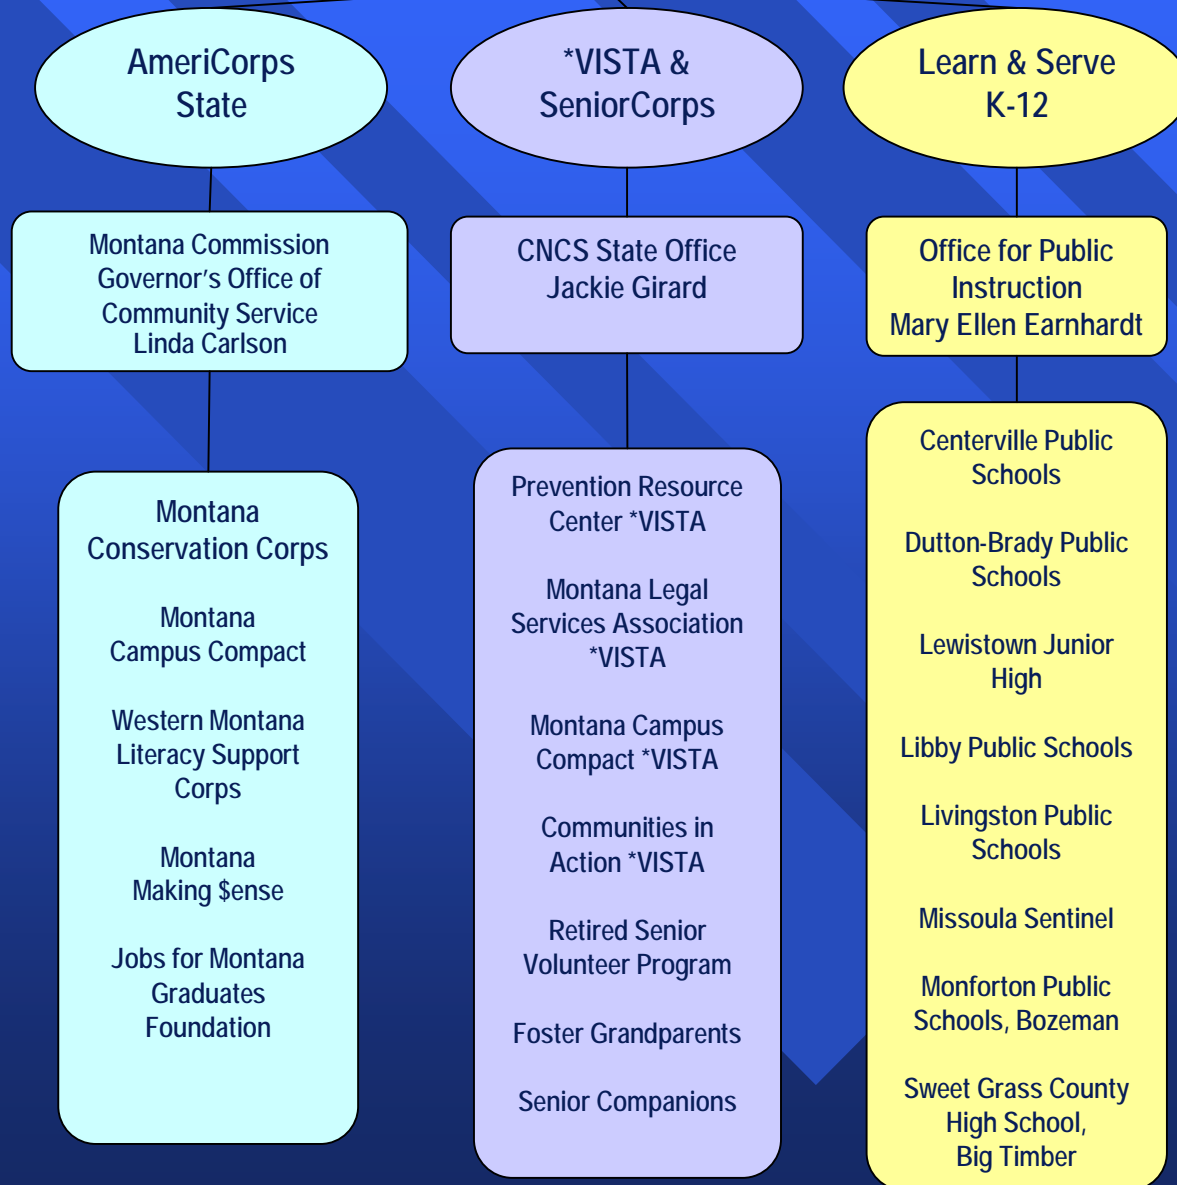 AmeriCorps
State
Montana Commission
Governor's Office of
Community Service
Linda Carlson
Montana
Conservation Corps
Montana
Campus Compact
Western Montana
Literacy Support
Corps
Montana
Making $ense
Jobs for Montana
Graduates
Foundation
*VISTA &
SeniorCorps
CNCS State Office
Jackie Girard
Prevention Resource
Center *VISTA
Montana Legal
Services Association
*VISTA
Montana Campus
Compact *VISTA
Communities in
Action *VISTA
Retired Senior
Volunteer Program
Foster Grandparents
Senior Companions
Learn & Serve
K-12
Office for Public
Instruction
Mary Ellen Earnhardt
Centerville Public
Schools
Dutton-Brady Public
Schools
Lewistown Junior
High
Libby Public Schools
Livingston Public
Schools
Missoula Sentinel
Monforton Public
Schools, Bozeman
Sweet Grass County
High School,
Big Timber